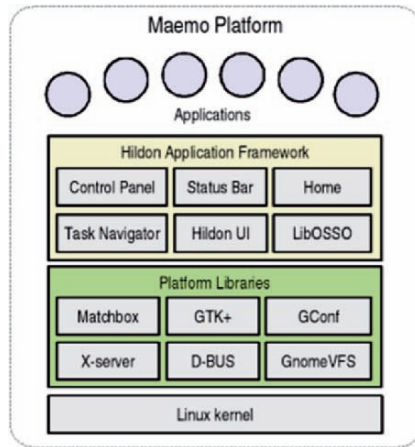 Maemo Platform
Applications
Hildon Application Framework
Control Panel Status Bar Home
Task Navigator Hildon UI LibOSSO
Platform Libraries
Matchbox GTK+ GConf
X-server D-BUS GnomeVFS
Linux kernel